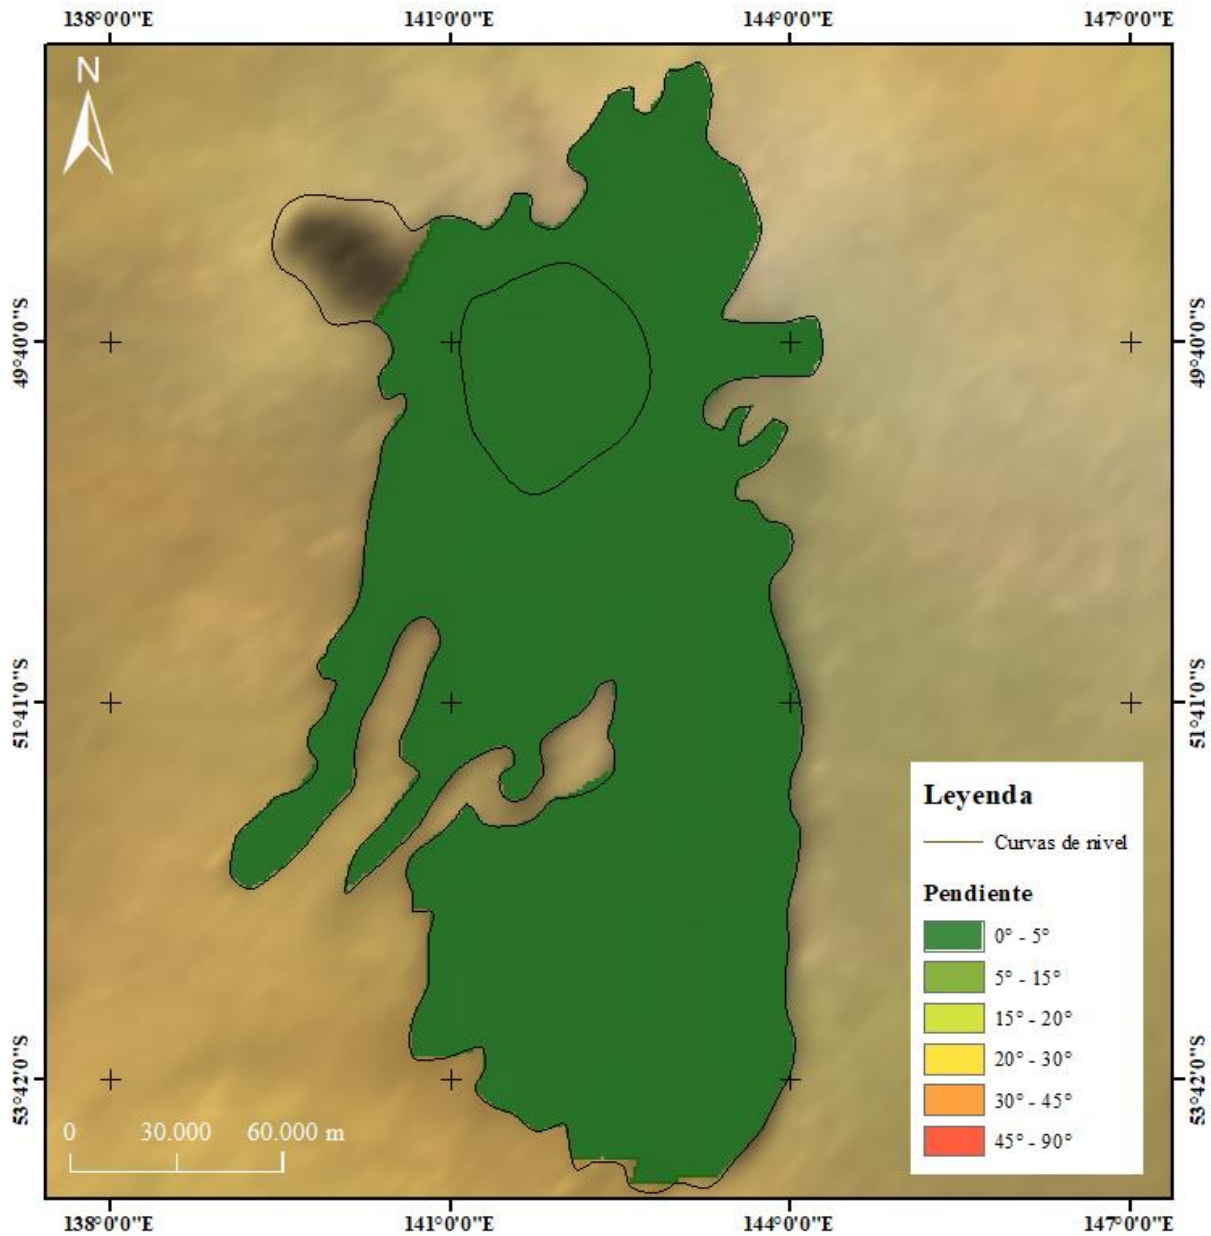 138°0'0"E 141°0'0"E 144°0'0"E 147°0'0"E
N
49°40'0"S 49°40'0"S
51°41'0"S 51°41'0"S
Leyenda
Curvas de nivel
Pendiente
0° - 5°
5° - 15°
15° - 20°
20° - 30°
30° - 45°
45° - 90°
53°42'0"S 53°42'0"S
0 30.000 60.000 m
138°0'0"E 141°0'0"E 144°0'0"E 147°0'0"E